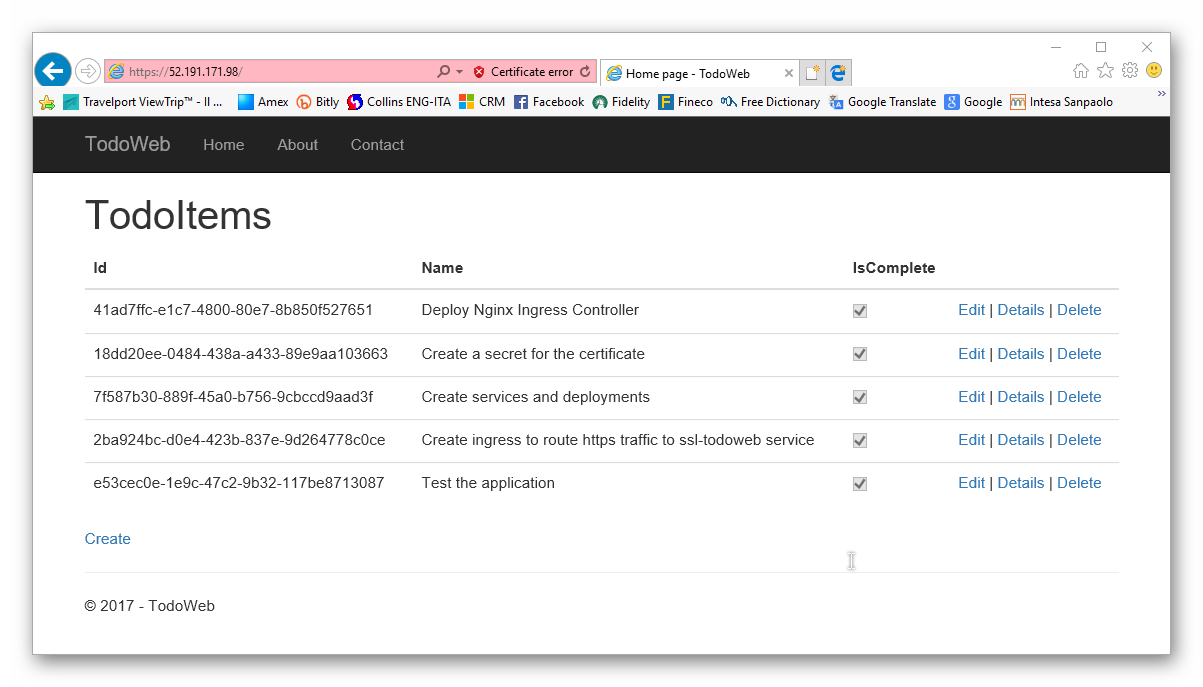 https://52.191.171.98/ Certificate error Home page - TodoWeb
Travelport ViewTrip™ - Il ... Amex Bitly Collins ENG-ITA CRM Facebook Fidelity Fineco Free Dictionary Google Translate Google Intesa Sanpaolo
TodoWeb Home About Contact
TodoItems
Id Name IsComplete
41ad7ffc-e1c7-4800-80e7-8b850f527651 Deploy Nginx Ingress Controller Edit | Details | Delete
18dd20ee-0484-438a-a433-89e9aa103663 Create a secret for the certificate Edit | Details | Delete
7f587b30-889f-45a0-b756-9cbccd9aad3f Create services and deployments Edit | Details | Delete
2ba924bc-d0e4-423b-837e-9d264778c0ce Create ingress to route https traffic to ssl-todoweb service Edit | Details | Delete
e53cec0e-1e9c-47c2-9b32-117be8713087 Test the application Edit | Details | Delete
Create
© 2017 - TodoWeb